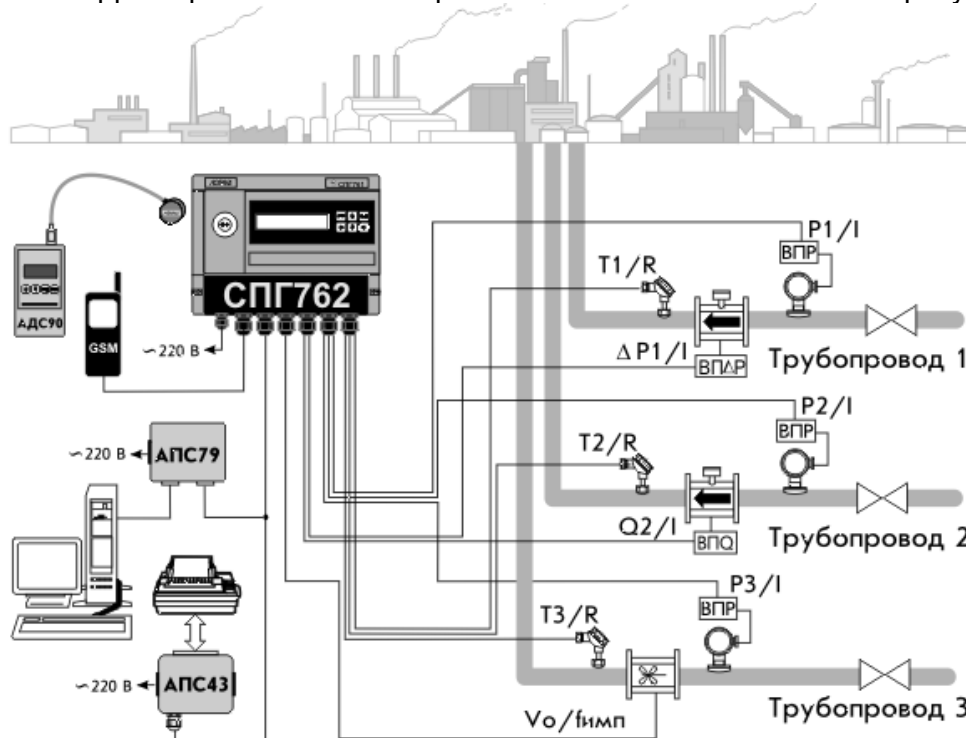 P1/I
ВПР
T1/R
СПГ762
АДС90
GSM
~220 В
ΔP1/I
ВПΔР
Трубопровод 1
P2/I
ВПР
АПС79
~220 В
T2/R
Q2/I
ВПQ
Трубопровод 2
P3/I
ВПР
T3/R
АПС43
~220 В
Vo/fимп
Трубопровод 3